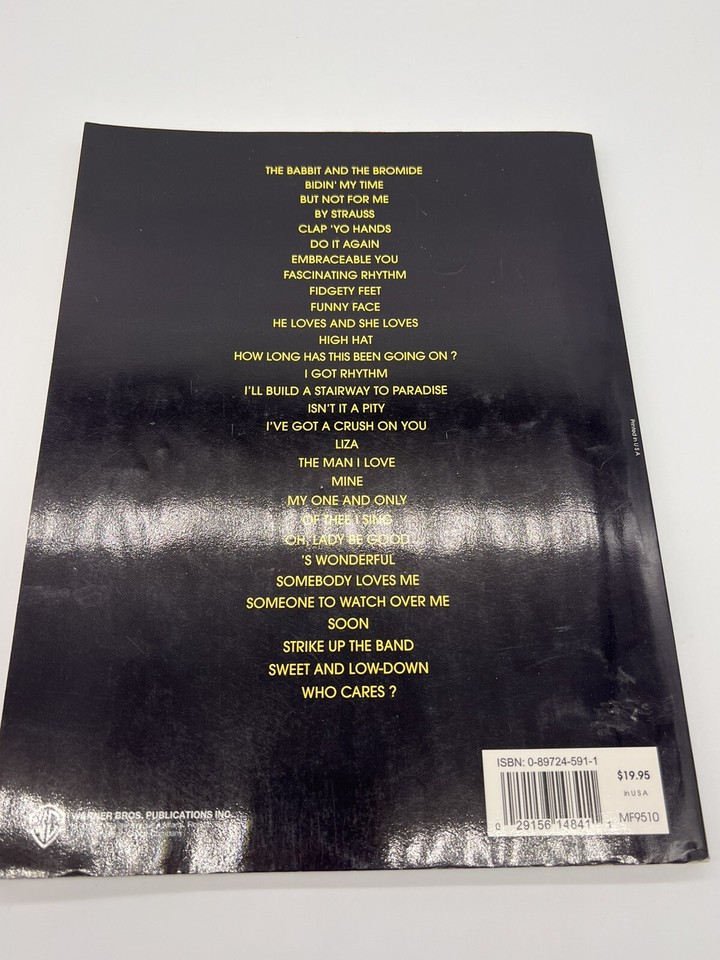 THE BABBIT AND THE BROMIDE
BIDIN' MY TIME
BUT NOT FOR ME
BY STRAUSS
CLAP 'YO HANDS
DO IT AGAIN
EMBRACEABLE YOU
FASCINATING RHYTHM
FIDGETY FEET
FUNNY FACE
HE LOVES AND SHE LOVES
HIGH HAT
HOW LONG HAS THIS BEEN GOING ON ?
I GOT RHYTHM
I'LL BUILD A STAIRWAY TO PARADISE
ISN'T IT A PITY
I'VE GOT A CRUSH ON YOU
LIZA
THE MAN I LOVE
MINE
MY ONE AND ONLY
OF THEE I SING
OH, LADY BE GOOD
'S WONDERFUL
SOMEBODY LOVES ME
SOMEONE TO WATCH OVER ME
SOON
STRIKE UP THE BAND
SWEET AND LOW-DOWN
WHO CARES ?
Printed in U S A
ISBN: 0-89724-591-1
$19.95
in U S A
MF9510
0 29156 14841 1
WB
WARNER BROS. PUBLICATIONS INC.